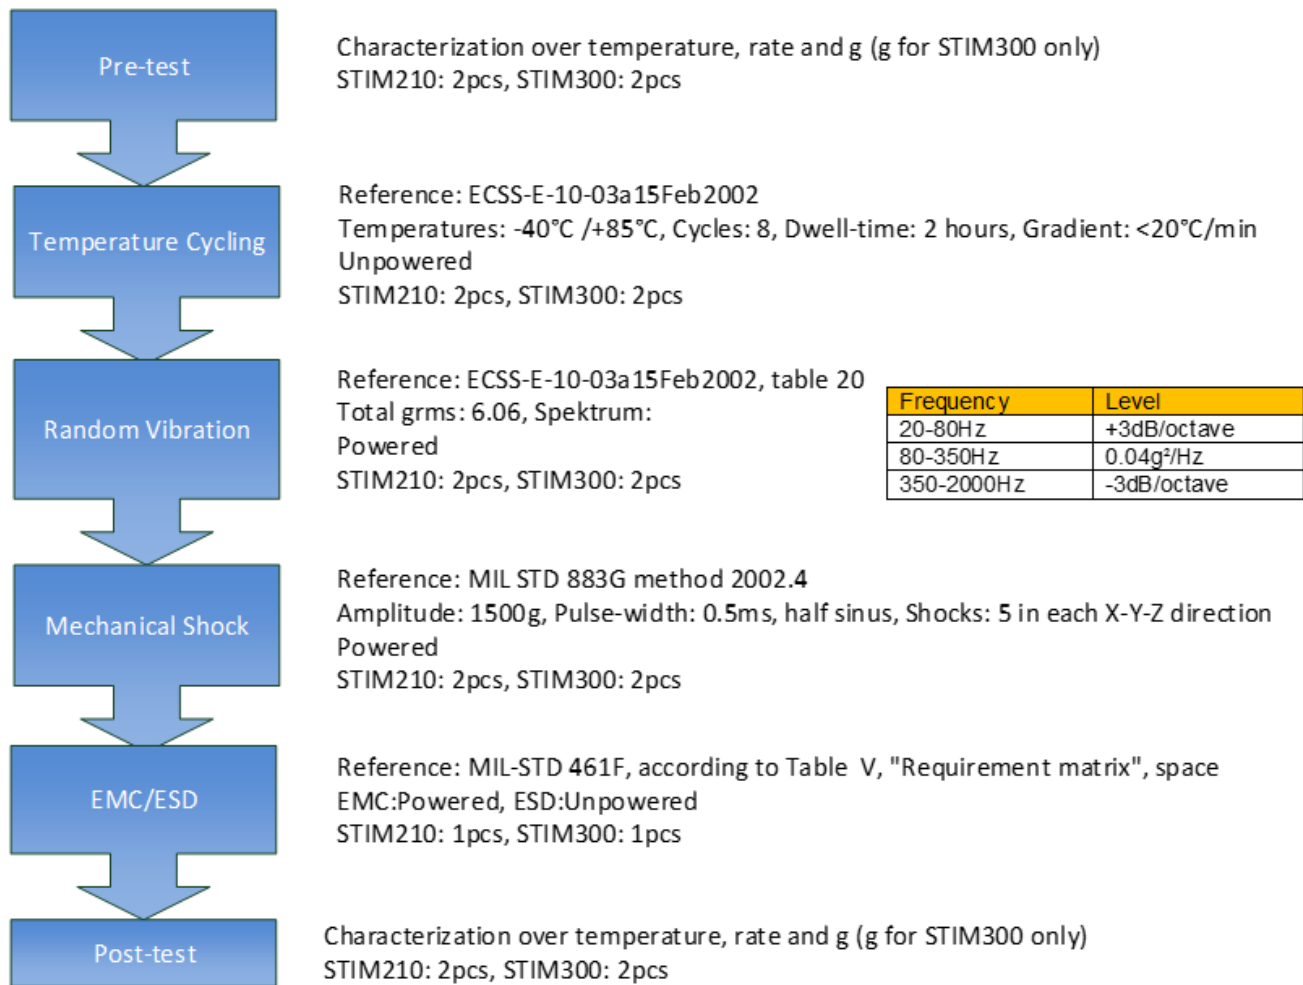 Pre-test
Characterization over temperature, rate and g (g for STIM300 only)
STIM210: 2pcs, STIM300: 2pcs
Temperature Cycling
Reference: ECSS-E-10-03a15Feb2002
Temperatures: -40°C /+85°C, Cycles: 8, Dwell-time: 2 hours, Gradient: <20°C/min
Unpowered
STIM210: 2pcs, STIM300: 2pcs
Random Vibration
Reference: ECSS-E-10-03a15Feb2002, table 20
Total grms: 6.06, Spektrum:
Powered
STIM210: 2pcs, STIM300: 2pcs
Frequency Level
20-80Hz +3dB/octave
80-350Hz 0.04g²/Hz
350-2000Hz -3dB/octave
Mechanical Shock
Reference: MIL STD 883G method 2002.4
Amplitude: 1500g, Pulse-width: 0.5ms, half sinus, Shocks: 5 in each X-Y-Z direction
Powered
STIM210: 2pcs, STIM300: 2pcs
EMC/ESD
Reference: MIL-STD 461F, according to Table V, "Requirement matrix", space
EMC:Powered, ESD:Unpowered
STIM210: 1pcs, STIM300: 1pcs
Post-test
Characterization over temperature, rate and g (g for STIM300 only)
STIM210: 2pcs, STIM300: 2pcs